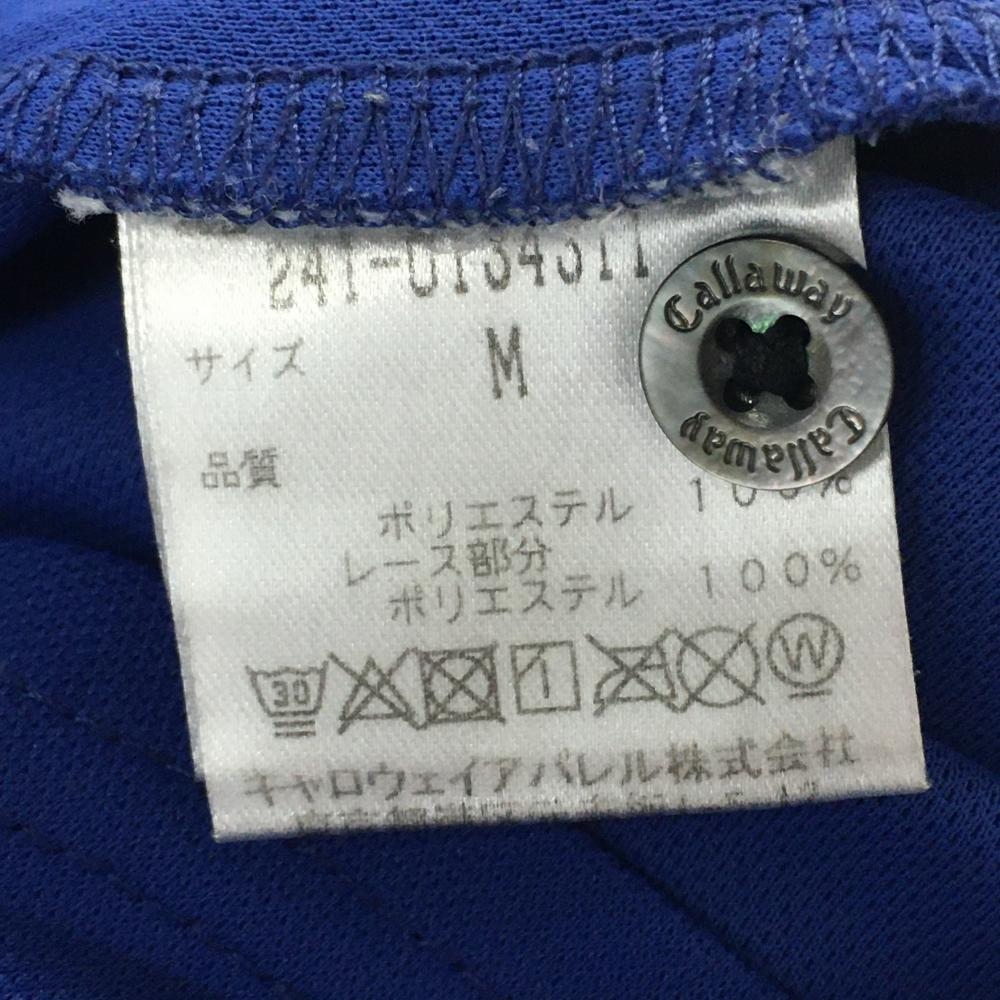 241-0134311
サイズ M
Callaway
Callaway
品質
ポリエステル 100%
レース部分
ポリエステル 100%
30
W
キャロウェイアパレル株式会社